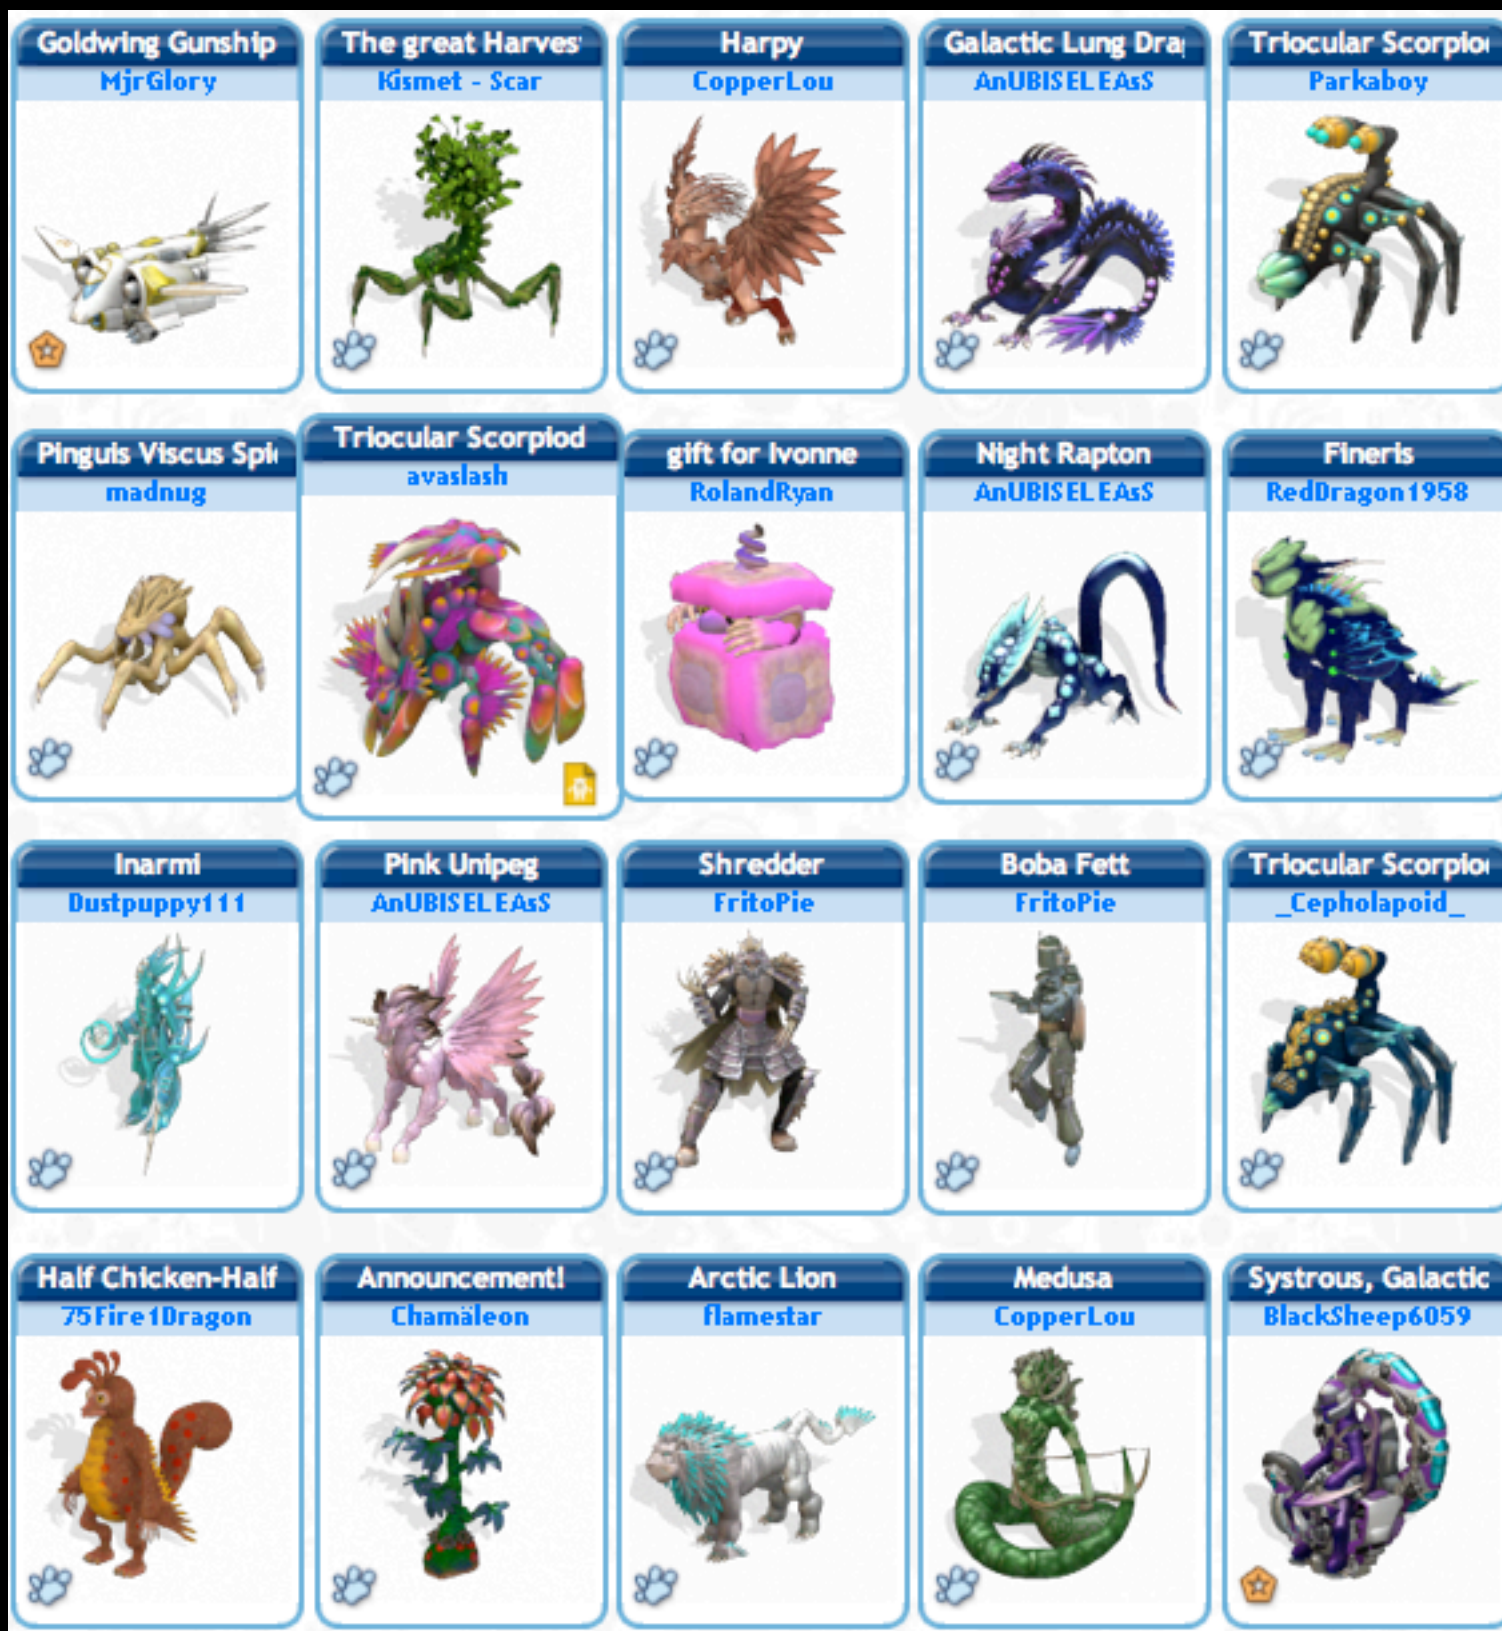 Goldwing Gunship
MjrGlory
The great Harves
Kismet - Scar
Harpy
CopperLou
Galactic Lung Dra
AnUBISELEAsS
Triocular Scorpio
Parkaboy
Pinguis Viscus Spi
madnug
Triocular Scorpiod
avaslash
gift for Ivonne
RolandRyan
Night Rapton
AnUBISELEAsS
Fineris
RedDragon1958
Inarmi
Dustpuppy111
Pink Unipeg
AnUBISELEAsS
Shredder
FritoPie
Boba Fett
FritoPie
Triocular Scorpio
_Cepholapoid_
Half Chicken-Half
75Fire1Dragon
Announcement!
Chamäleon
Arctic Lion
flamestar
Medusa
CopperLou
Systrous, Galactic
BlackSheep6059